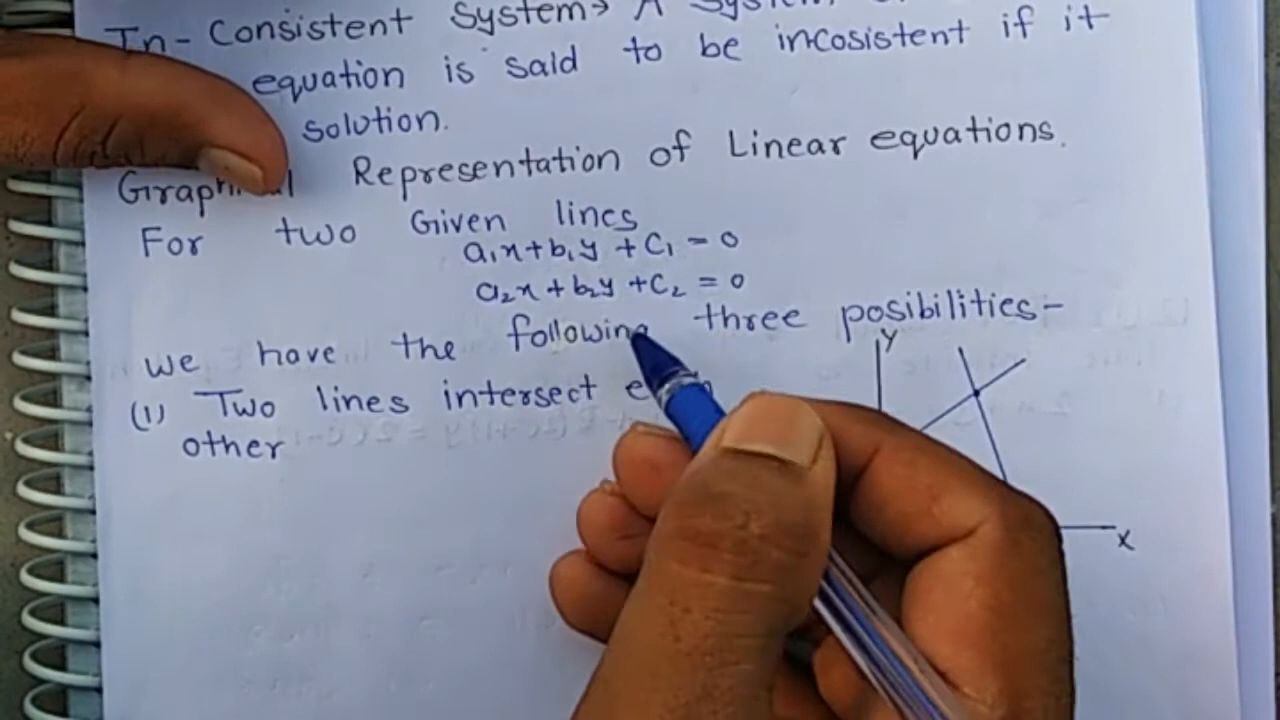 In-Consistent System→ A System
equation is said to be incosistent if it
solution.
Representation of Linear equations.
For two Given lines
a₁x+b₁y+C₁=0
a₂x+b₂y+C₂=0
we have the following three posibilities-
(1) Two lines intersect
other
Y
X